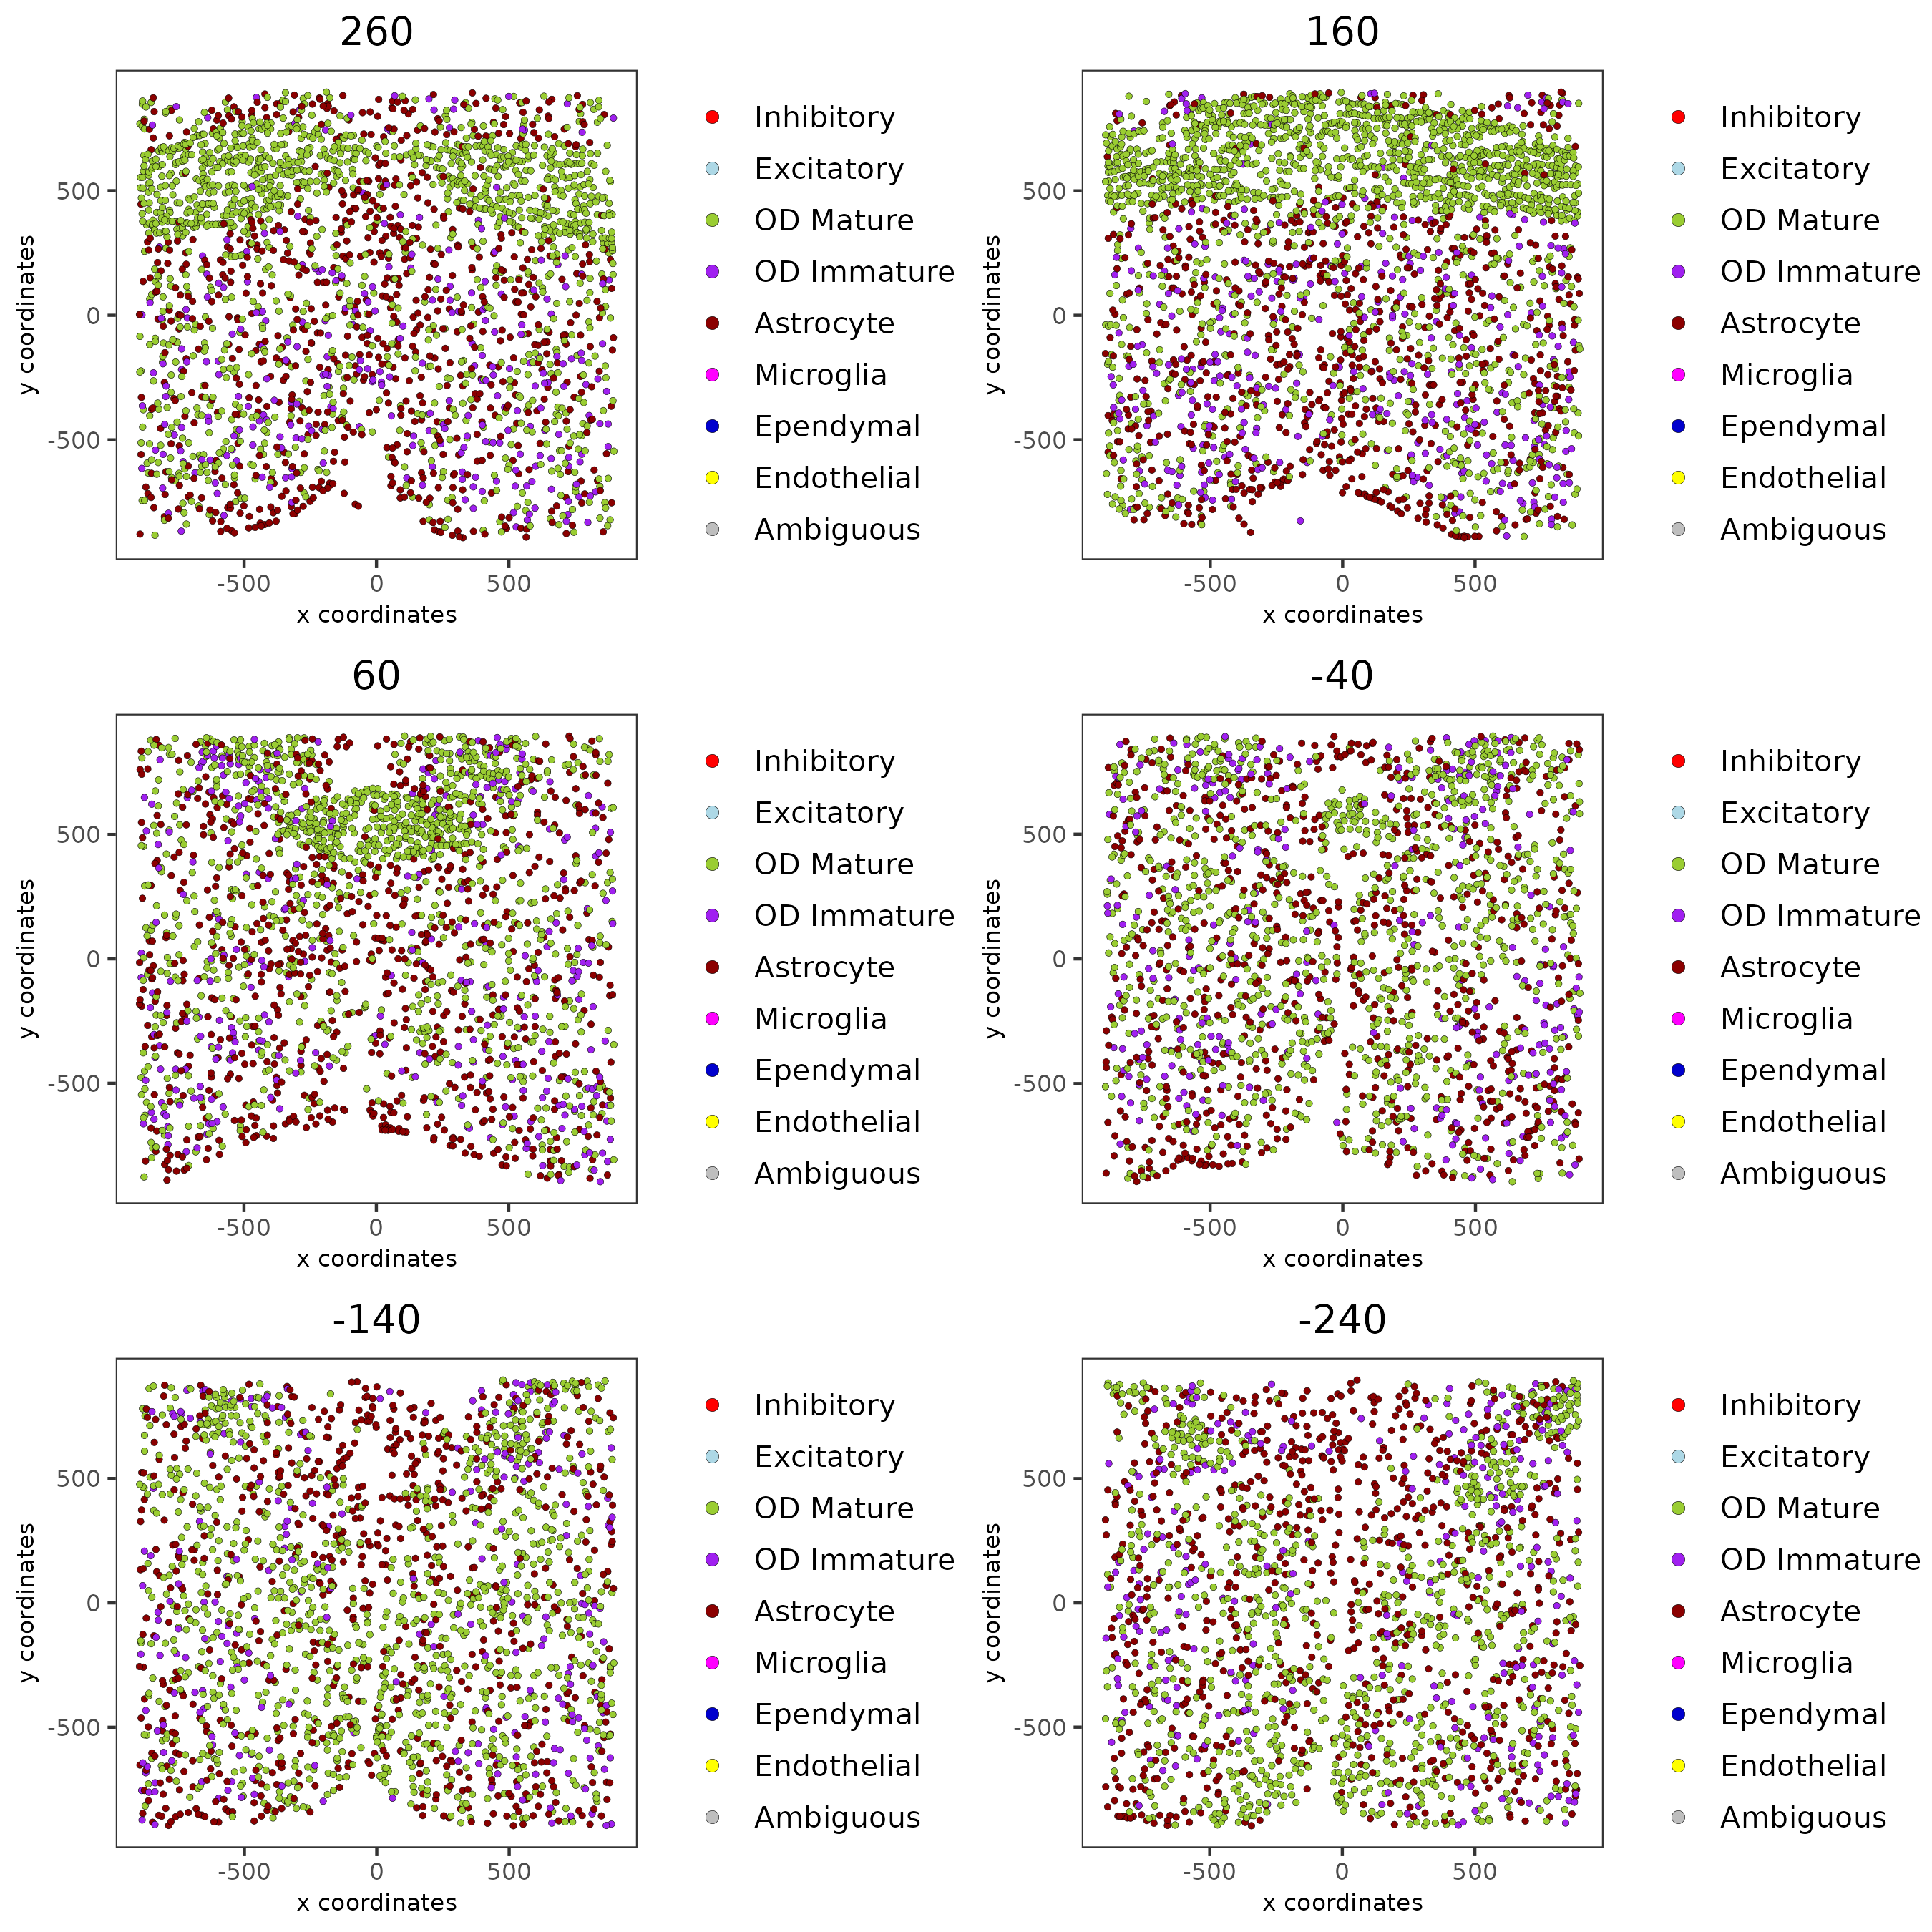 260
500
0
-500
y coordinates
-500
0
500
x coordinates
Inhibitory
Excitatory
OD Mature
OD Immature
Astrocyte
Microglia
Ependymal
Endothelial
Ambiguous
160
500
0
-500
y coordinates
-500
0
500
x coordinates
Inhibitory
Excitatory
OD Mature
OD Immature
Astrocyte
Microglia
Ependymal
Endothelial
Ambiguous
60
500
0
-500
y coordinates
-500
0
500
x coordinates
Inhibitory
Excitatory
OD Mature
OD Immature
Astrocyte
Microglia
Ependymal
Endothelial
Ambiguous
-40
500
0
-500
y coordinates
-500
0
500
x coordinates
Inhibitory
Excitatory
OD Mature
OD Immature
Astrocyte
Microglia
Ependymal
Endothelial
Ambiguous
-140
500
0
-500
y coordinates
-500
0
500
x coordinates
Inhibitory
Excitatory
OD Mature
OD Immature
Astrocyte
Microglia
Ependymal
Endothelial
Ambiguous
-240
500
0
-500
y coordinates
-500
0
500
x coordinates
Inhibitory
Excitatory
OD Mature
OD Immature
Astrocyte
Microglia
Ependymal
Endothelial
Ambiguous